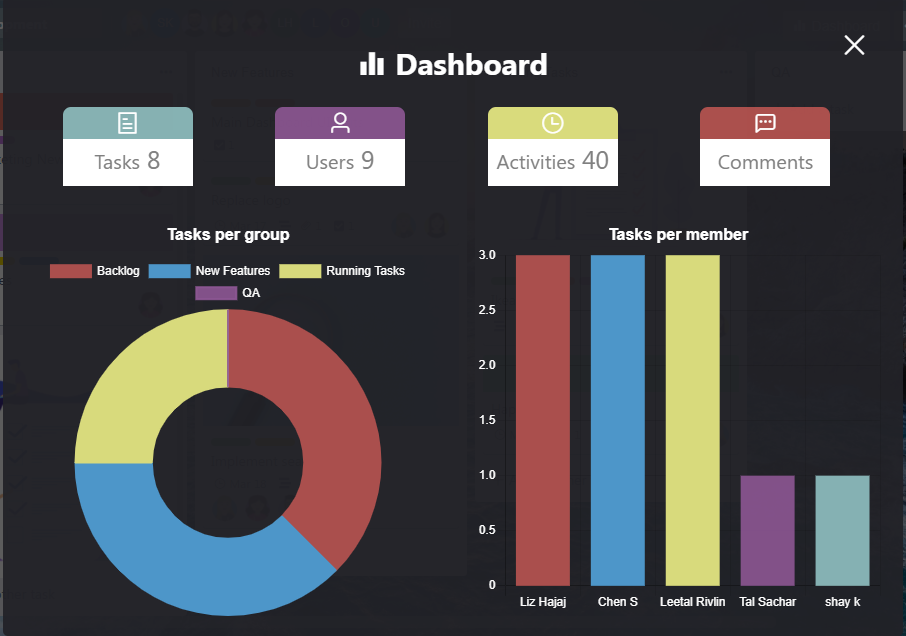 Dashboard
Tasks 8
Users 9
Activities 40
Comments
Tasks per group
Backlog New Features Running Tasks
QA
Tasks per member
3.0
2.5
2.0
1.5
1.0
0.5
0
Liz Hajaj Chen S Leetal Rivlin Tal Sachar shay k